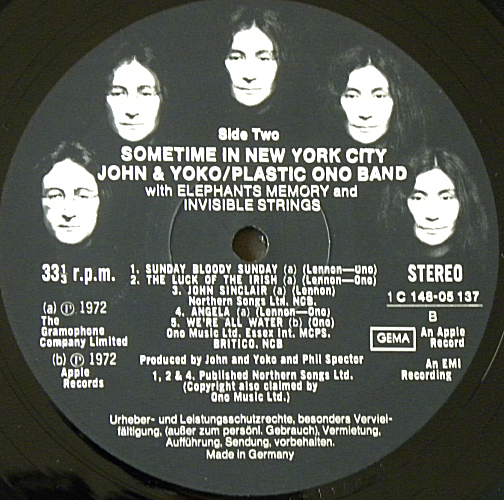 Side Two
SOMETIME IN NEW YORK CITY
JOHN & YOKO/PLASTIC ONO BAND
with ELEPHANTS MEMORY and
INVISIBLE STRINGS
33⅓ r.p.m.
1. SUNDAY BLOODY SUNDAY (a) (Lennon—Ono)
2. THE LUCK OF THE IRISH (a) (Lennon—Ono)
3. JOHN SINCLAIR (a) (Lennon)
Northern Songs Ltd. NCB.
4. ANGELA (a) (Lennon—Ono)
5. WE'RE ALL WATER (b) (Ono)
Ono Music Ltd. Essex Int. MCPS.
BRITICO. NCB
STEREO
1 C 148-05 137
B
(a) Ⓟ 1972
The
Gramophone
Company Limited
(b) Ⓟ 1972
Apple
Records
GEMA
An Apple
Record
An EMI
Recording
Produced by John and Yoko and Phil Spector
1, 2 & 4. Published Northern Songs Ltd.
(Copyright also claimed by
Ono Music Ltd.)
Urheber- und Leistungsschutzrechte, besonders Verviel-
fältigung, (außer zum persönl. Gebrauch), Vermietung,
Aufführung, Sendung, vorbehalten.
Made in Germany